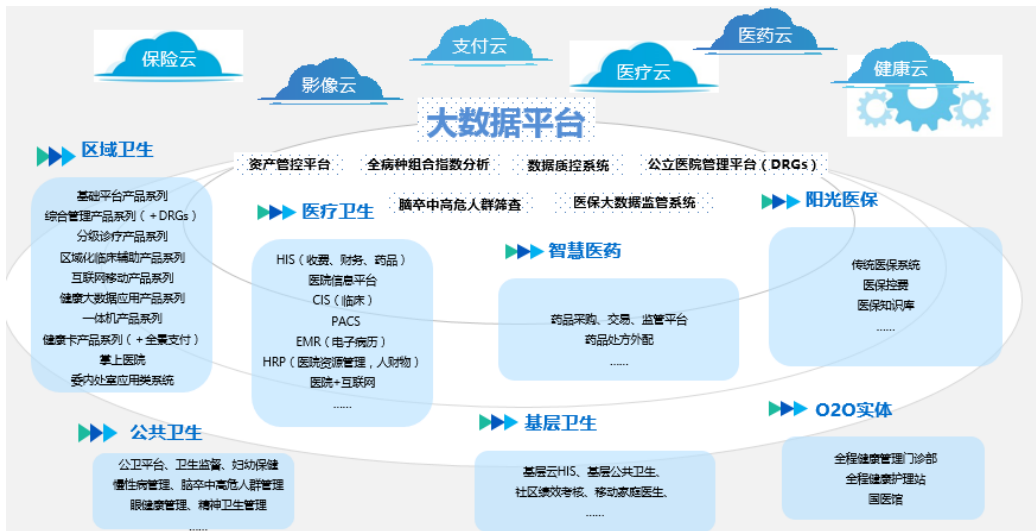 保险云
影像云
支付云
医疗云
医药云
健康云
大数据平台
资产管控平台
全病种组合指数分析
数据质控系统
公立医院管理平台（DRGs）
脑卒中高危人群筛查
医保大数据监管系统
区域卫生
基础平台产品系列
综合管理产品系列（＋DRGs）
分级诊疗产品系列
区域化临床辅助产品系列
互联网移动产品系列
健康大数据应用产品系列
一体机产品系列
健康卡产品系列（＋全景支付）
掌上医院
委内处室应用类系统
医疗卫生
HIS（收费、财务、药品）
医院信息平台
CIS（临床）
PACS
EMR（电子病历）
HRP（医院资源管理，人财物）
医院+互联网
......
智慧医药
药品采购、交易、监管平台
药品处方外配
......
阳光医保
传统医保系统
医保控费
医保知识库
......
公共卫生
公卫平台、卫生监督、妇幼保健
慢性病管理、脑卒中高危人群管理
眼健康管理、精神卫生管理
......
基层卫生
基层云HIS、基层公共卫生、
社区绩效考核、移动家庭医生、
......
O2O实体
全程健康管理门诊部
全程健康护理站
国医馆